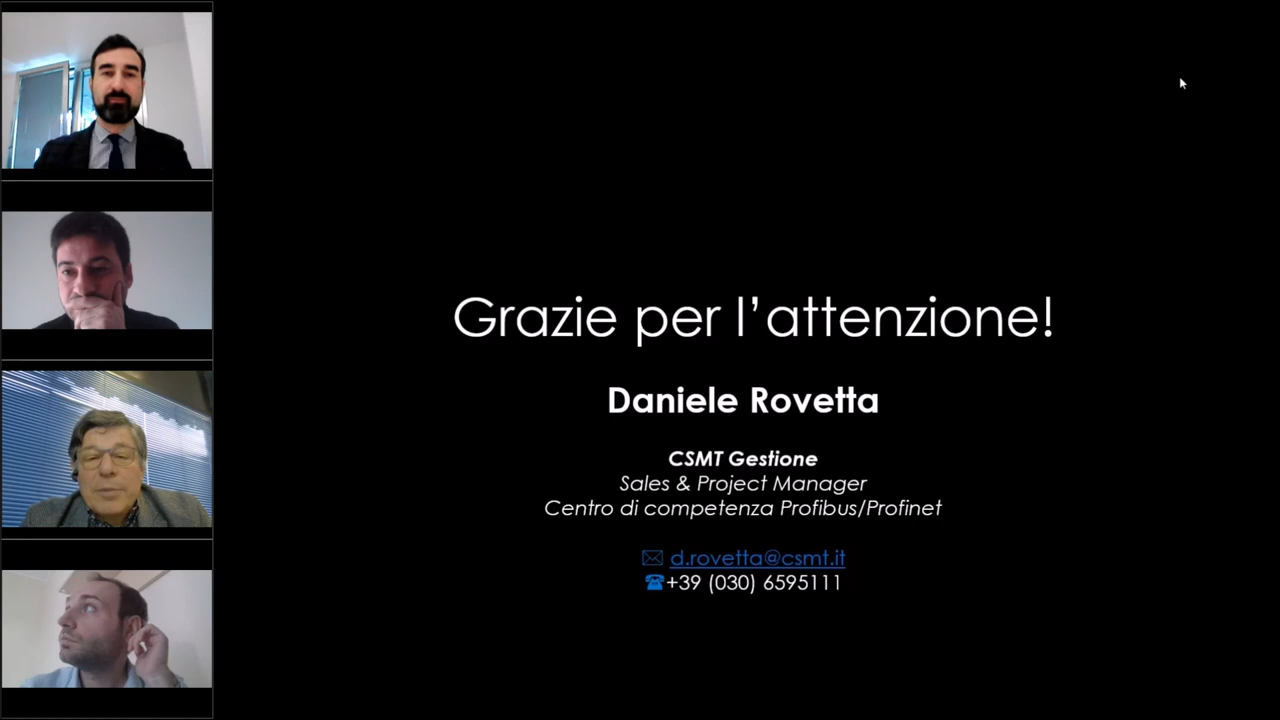 Grazie per l’attenzione!
Daniele Rovetta
CSMT Gestione
Sales & Project Manager
Centro di competenza Profibus/Profinet
d.rovetta@csmt.it
+39 (030) 6595111